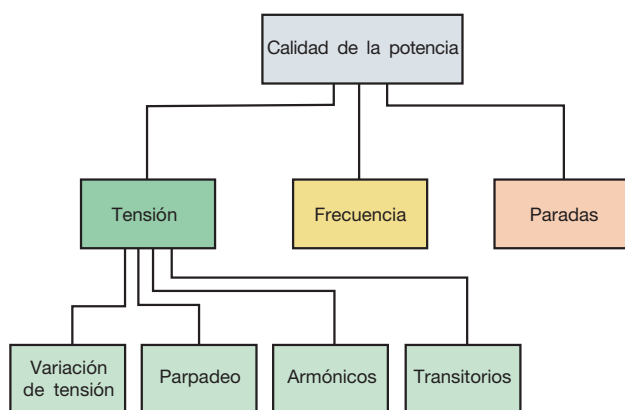 Calidad de la potencia
Tensión
Frecuencia
Paradas
Variación
de tensión
Parpadeo
Armónicos
Transitorios